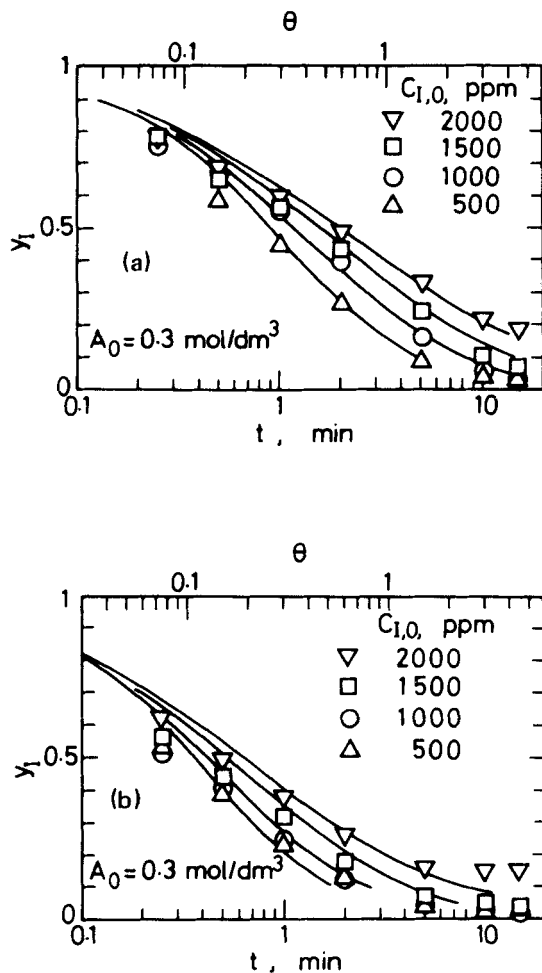 θ
0.1 1
C_I,0, ppm
▽ 2000
□ 1500
○ 1000
△ 500
1
0.5
0
y_I
(a)
A_0 = 0.3 mol/dm^3
0.1 1 10
t , min
θ
0.1 1
C_I,0, ppm
▽ 2000
□ 1500
○ 1000
△ 500
1
0.5
0
y_I
(b)
A_0 = 0.3 mol/dm^3
0.1 1 10
t , min